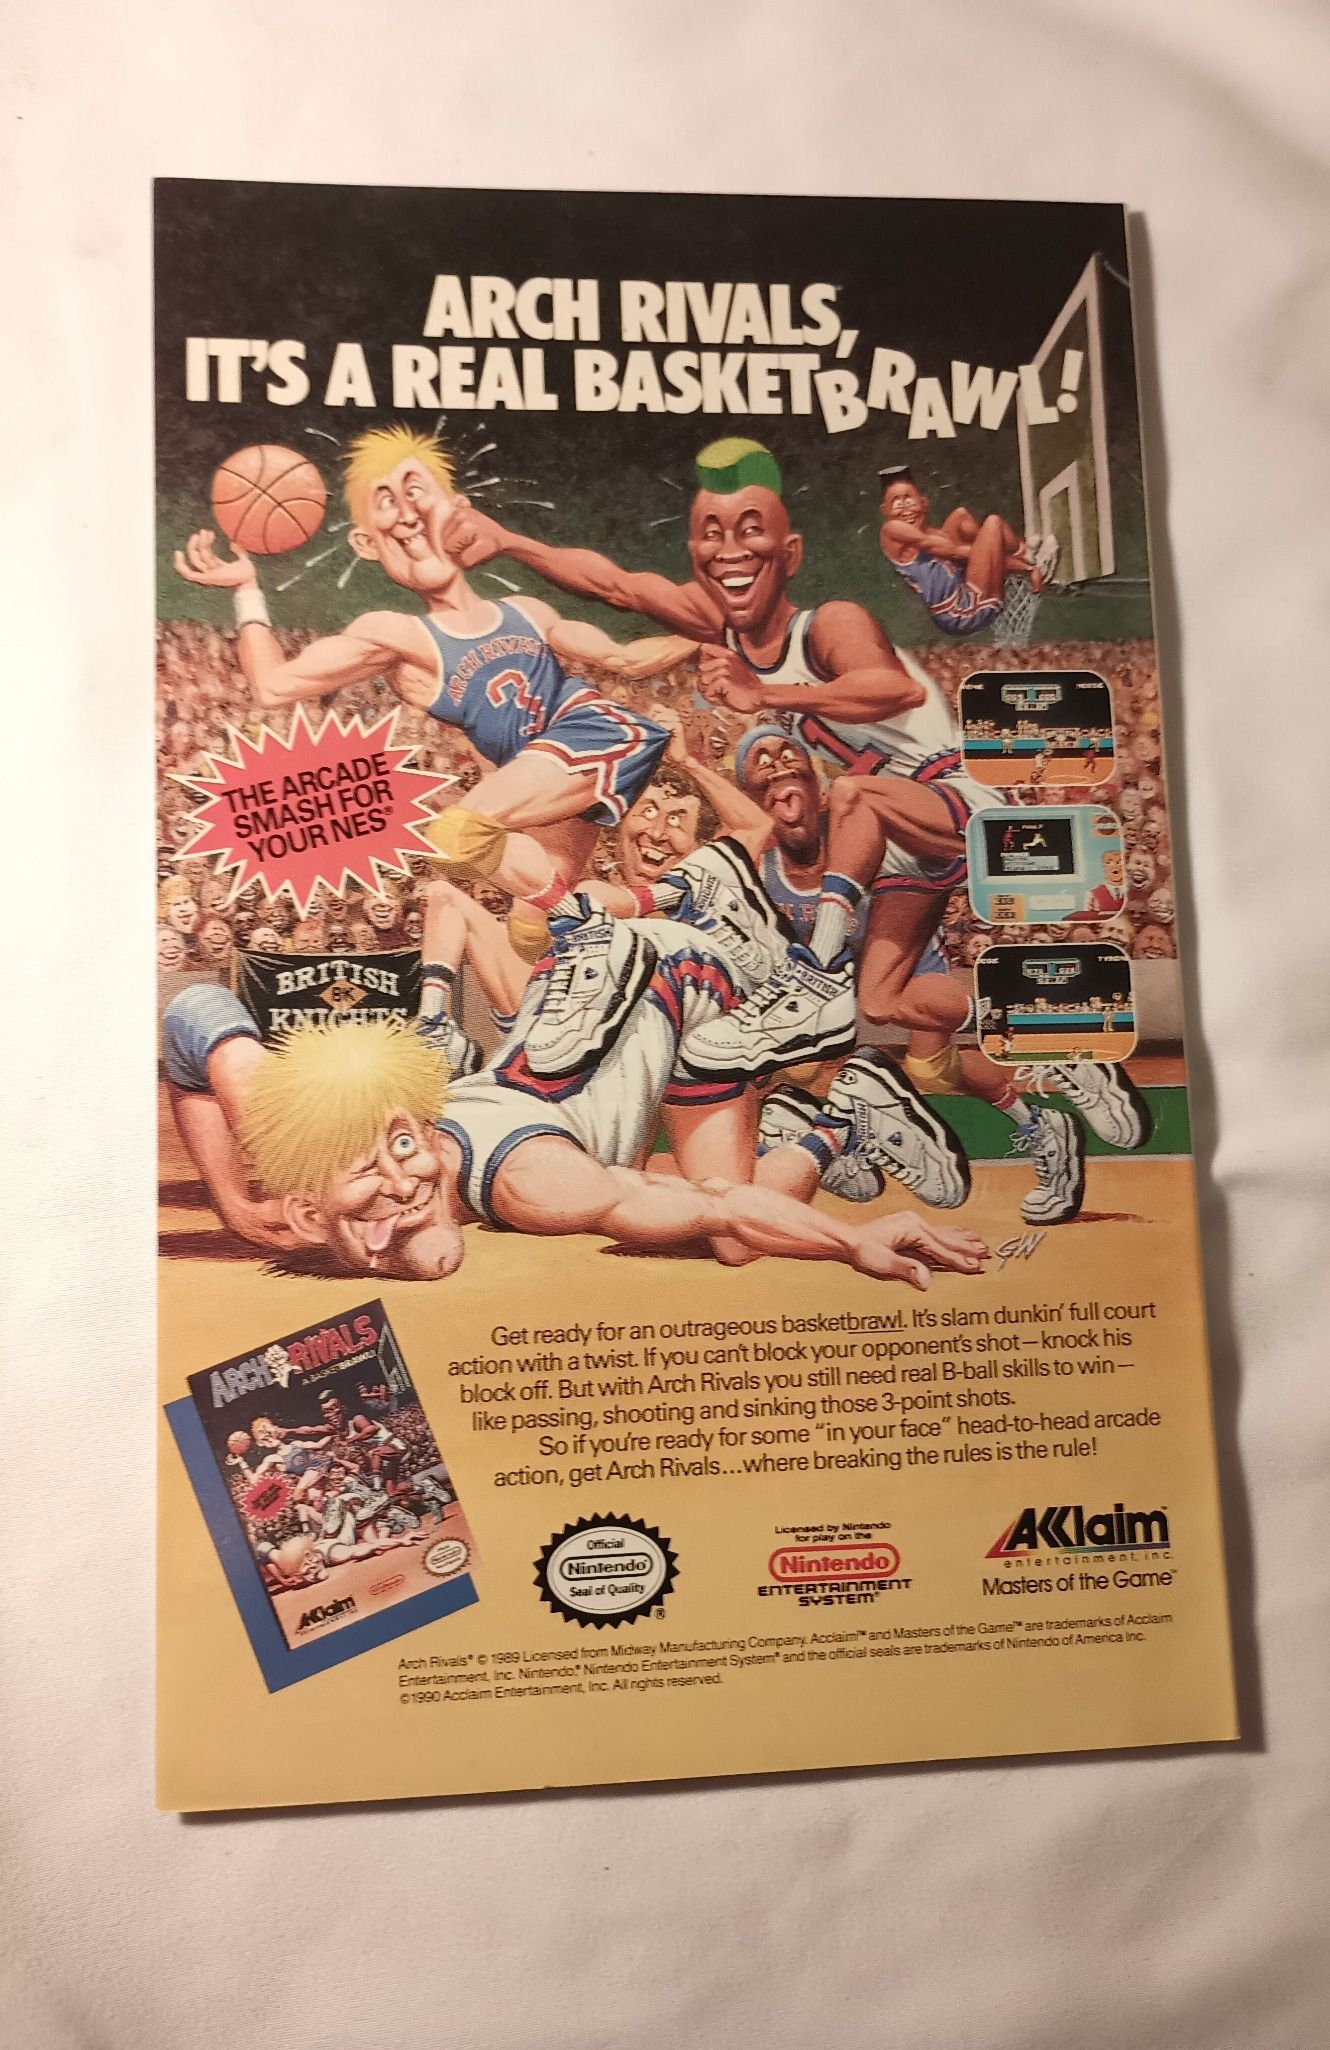 ARCH RIVALS,
IT'S A REAL BASKETBRAWL!
ARCH RIVALS
THE ARCADE
SMASH FOR
YOUR NES®
BRITISH
BK
KNIGHTS
BRITISH
BRITISH
KNIGHTS
GW
ARCH RIVALS
A BASKETBRAWL!
AKKlaim
Get ready for an outrageous basketbrawl. It's slam dunkin' full court
action with a twist. If you can't block your opponent's shot—knock his
block off. But with Arch Rivals you still need real B-ball skills to win—
like passing, shooting and sinking those 3-point shots.
So if you're ready for some "in your face" head-to-head arcade
action, get Arch Rivals...where breaking the rules is the rule!
Official
Nintendo®
Seal of Quality
®
Licensed by Nintendo
for play on the
Nintendo
ENTERTAINMENT
SYSTEM®
AKKlaim™
entertainment, inc.
Masters of the Game™
Arch Rivals® © 1989 Licensed from Midway Manufacturing Company. Acclaim™ and Masters of the Game™ are trademarks of Acclaim
Entertainment, Inc. Nintendo,® Nintendo Entertainment System® and the official seals are trademarks of Nintendo of America Inc.
©1990 Acclaim Entertainment, Inc. All rights reserved.